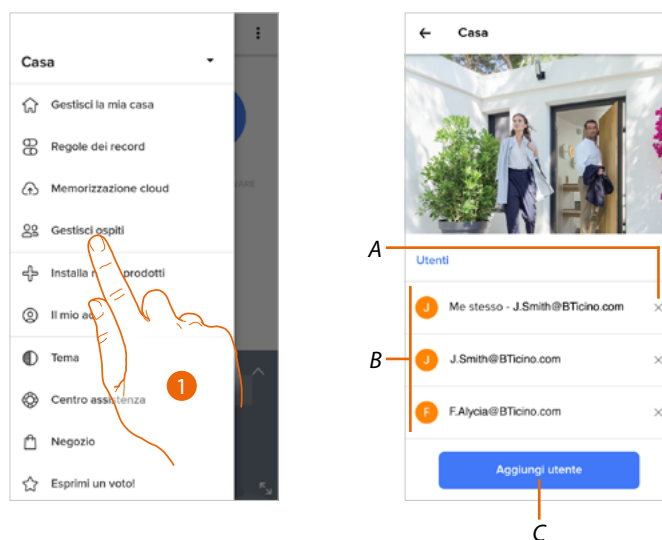 Casa
Gestisci la mia casa
Regole dei record
Memorizzazione cloud
Gestisci ospiti
Installa prodotti
Il mio
Tema
Centro assistenza
Negozio
Esprimi un voto!
1
Casa
A
Utenti
J
Me stesso - J.Smith@BTicino.com
B
J
J.Smith@BTicino.com
F
F.Alycia@BTicino.com
Aggiungi utente
C